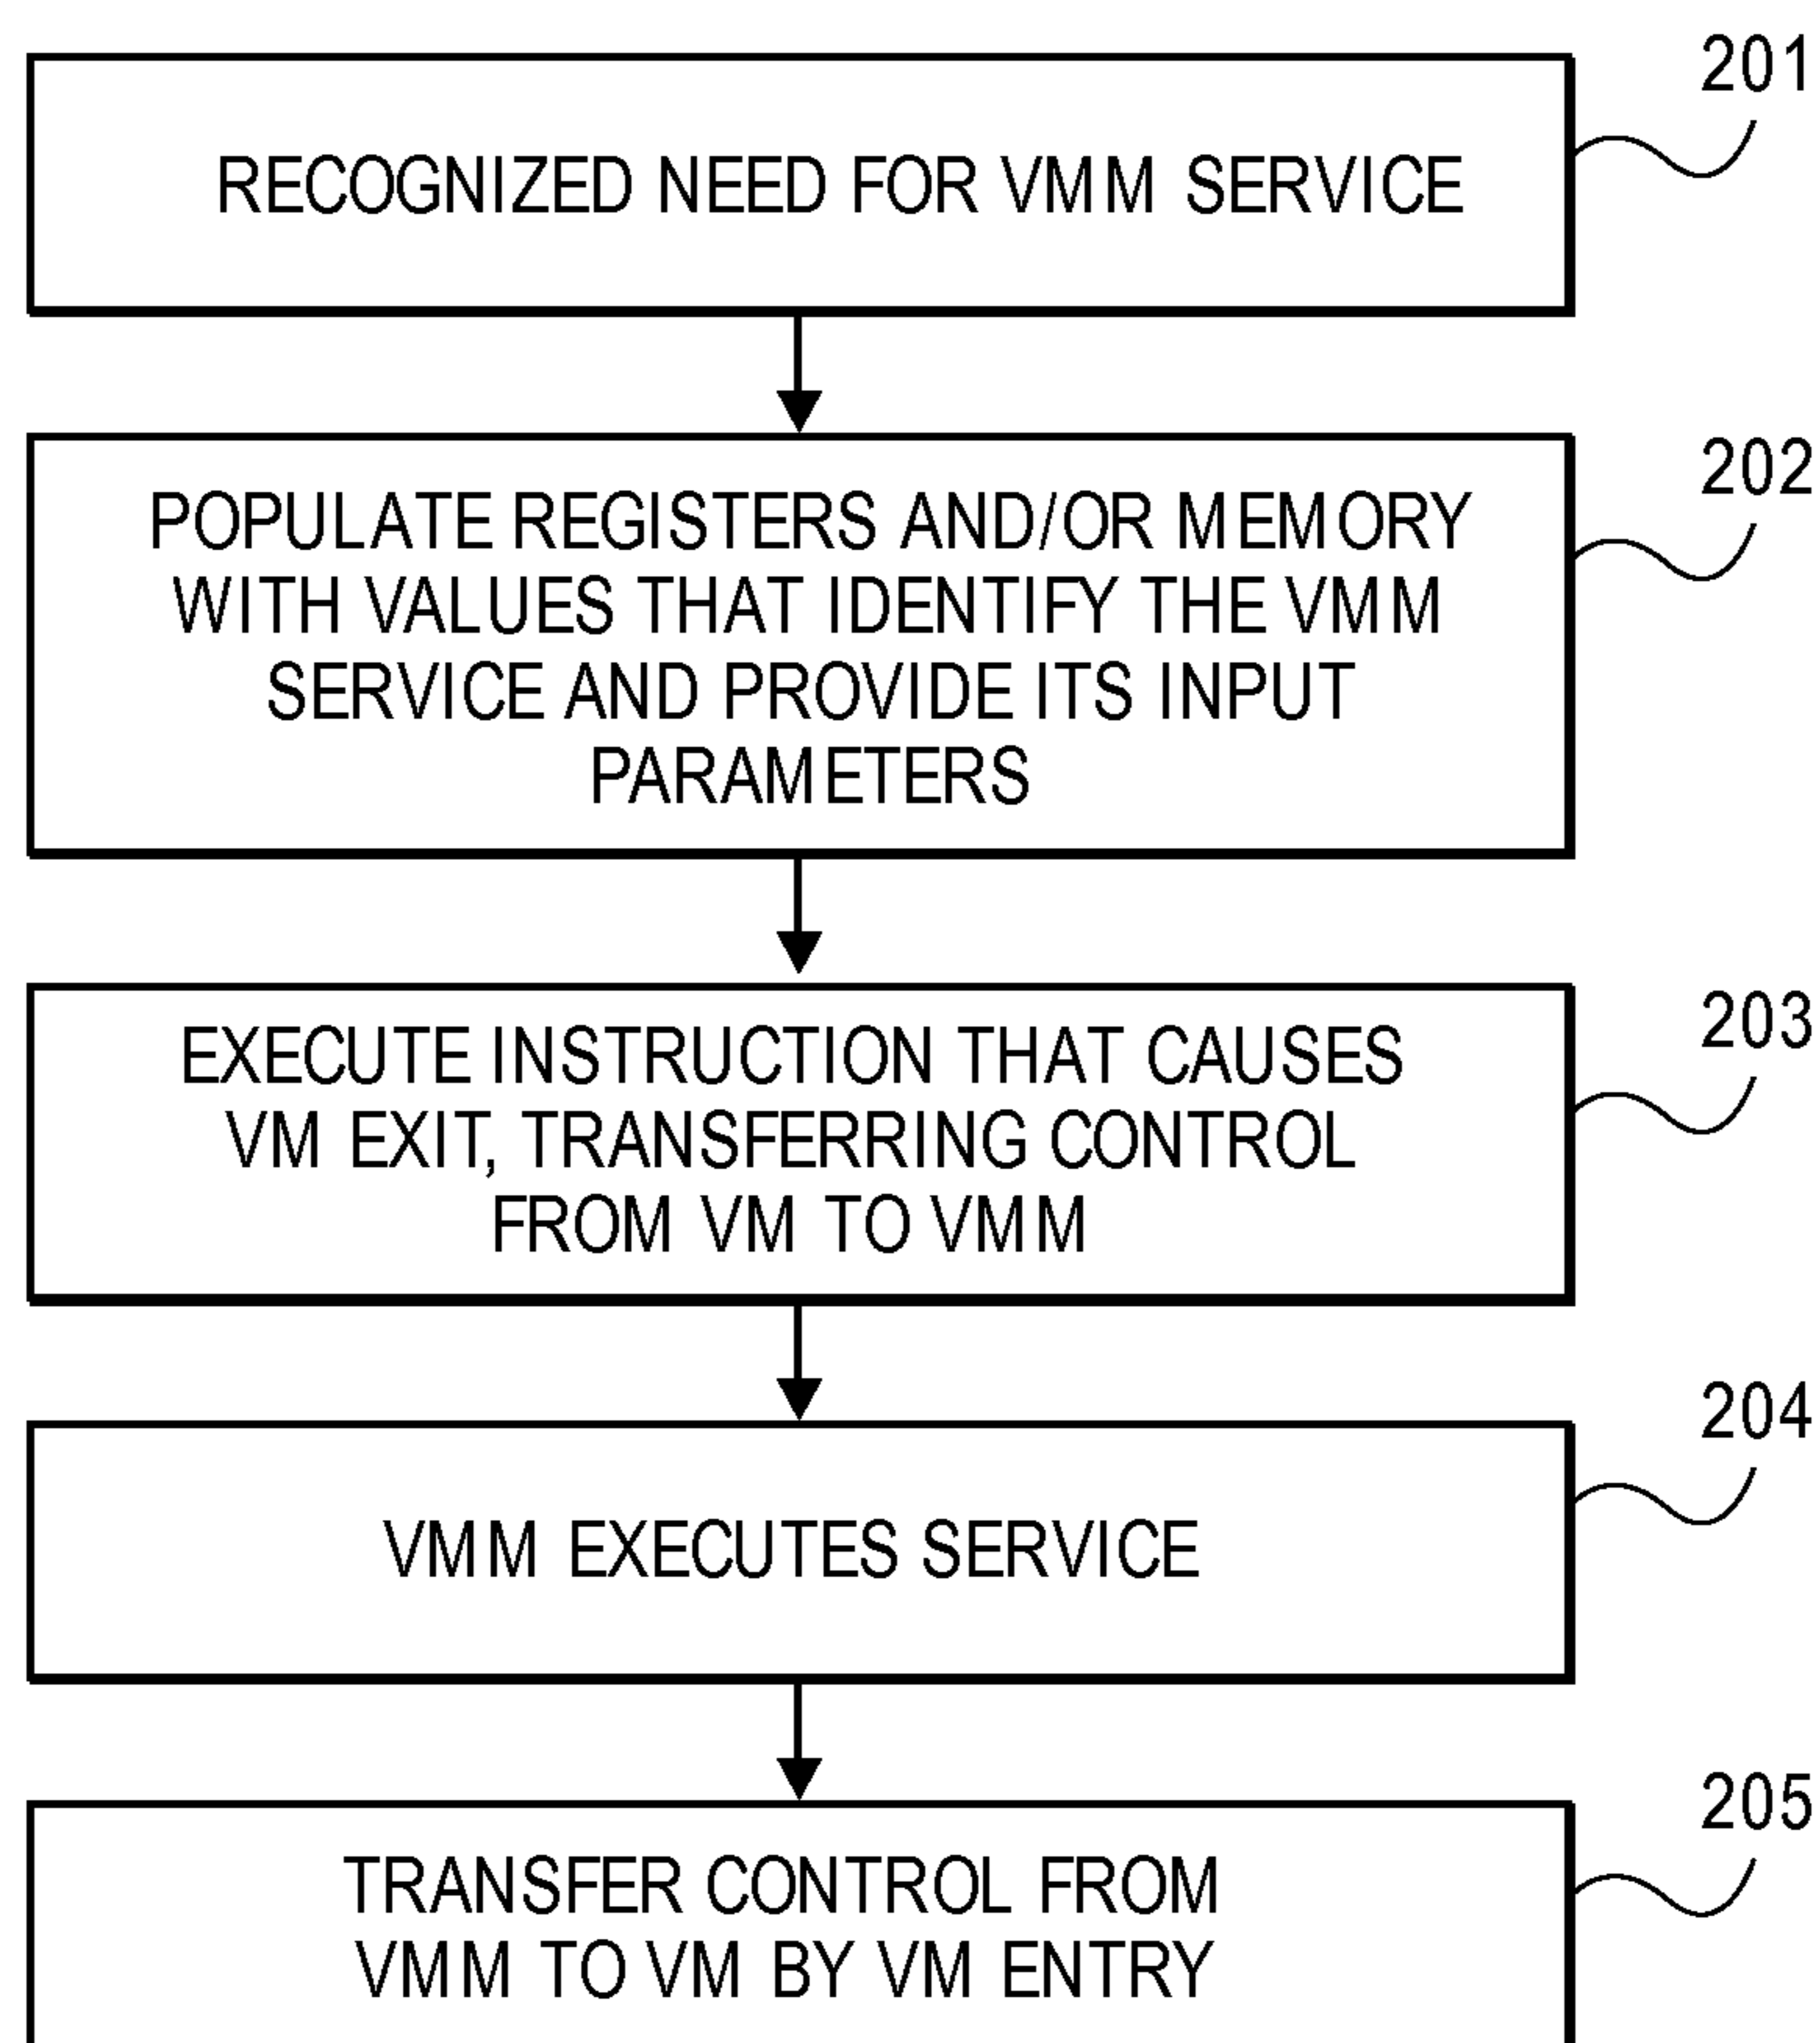 201
RECOGNIZED NEED FOR VMM SERVICE
202
POPULATE REGISTERS AND/OR MEMORY
WITH VALUES THAT IDENTIFY THE VMM
SERVICE AND PROVIDE ITS INPUT
PARAMETERS
203
EXECUTE INSTRUCTION THAT CAUSES
VM EXIT, TRANSFERRING CONTROL
FROM VM TO VMM
204
VMM EXECUTES SERVICE
205
TRANSFER CONTROL FROM
VMM TO VM BY VM ENTRY